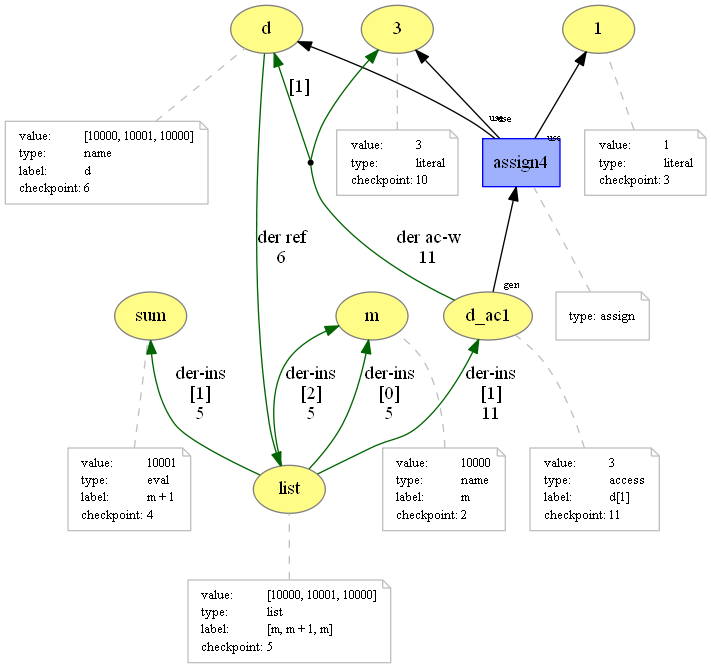 d
3
1
[1]
value: [10000, 10001, 10000]
type: name
label: d
checkpoint: 6
value: 3
type: literal
checkpoint: 10
use
use
use
assign4
value: 1
type: literal
checkpoint: 3
der ref
6
der ac-w
11
gen
sum
m
d_ac1
type: assign
der-ins
[1]
5
der-ins
[2]
5
der-ins
[0]
5
der-ins
[1]
11
value: 10001
type: eval
label: m + 1
checkpoint: 4
list
value: 10000
type: name
label: m
checkpoint: 2
value: 3
type: access
label: d[1]
checkpoint: 11
value: [10000, 10001, 10000]
type: list
label: [m, m + 1, m]
checkpoint: 5